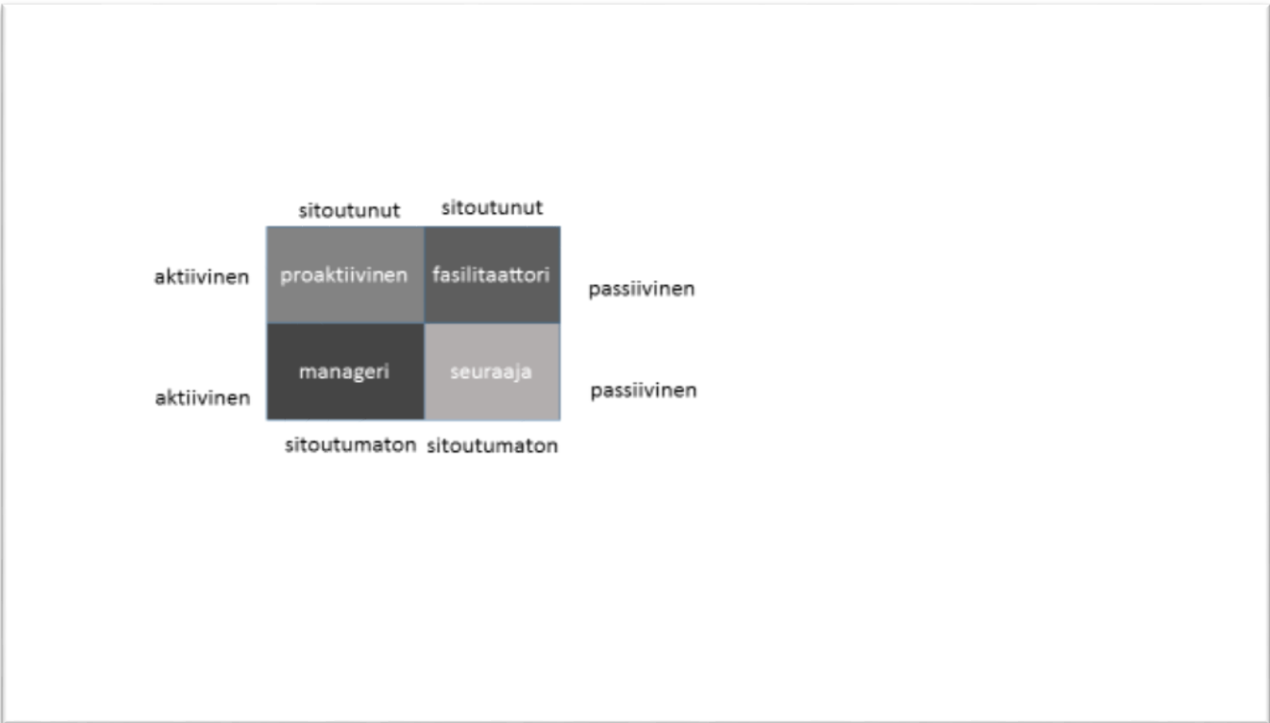 sitoutunut sitoutunut
aktiivinen proaktiivinen fasilitaattori passiivinen
manageri seuraaja
aktiivinen passiivinen
sitoutumaton sitoutumaton